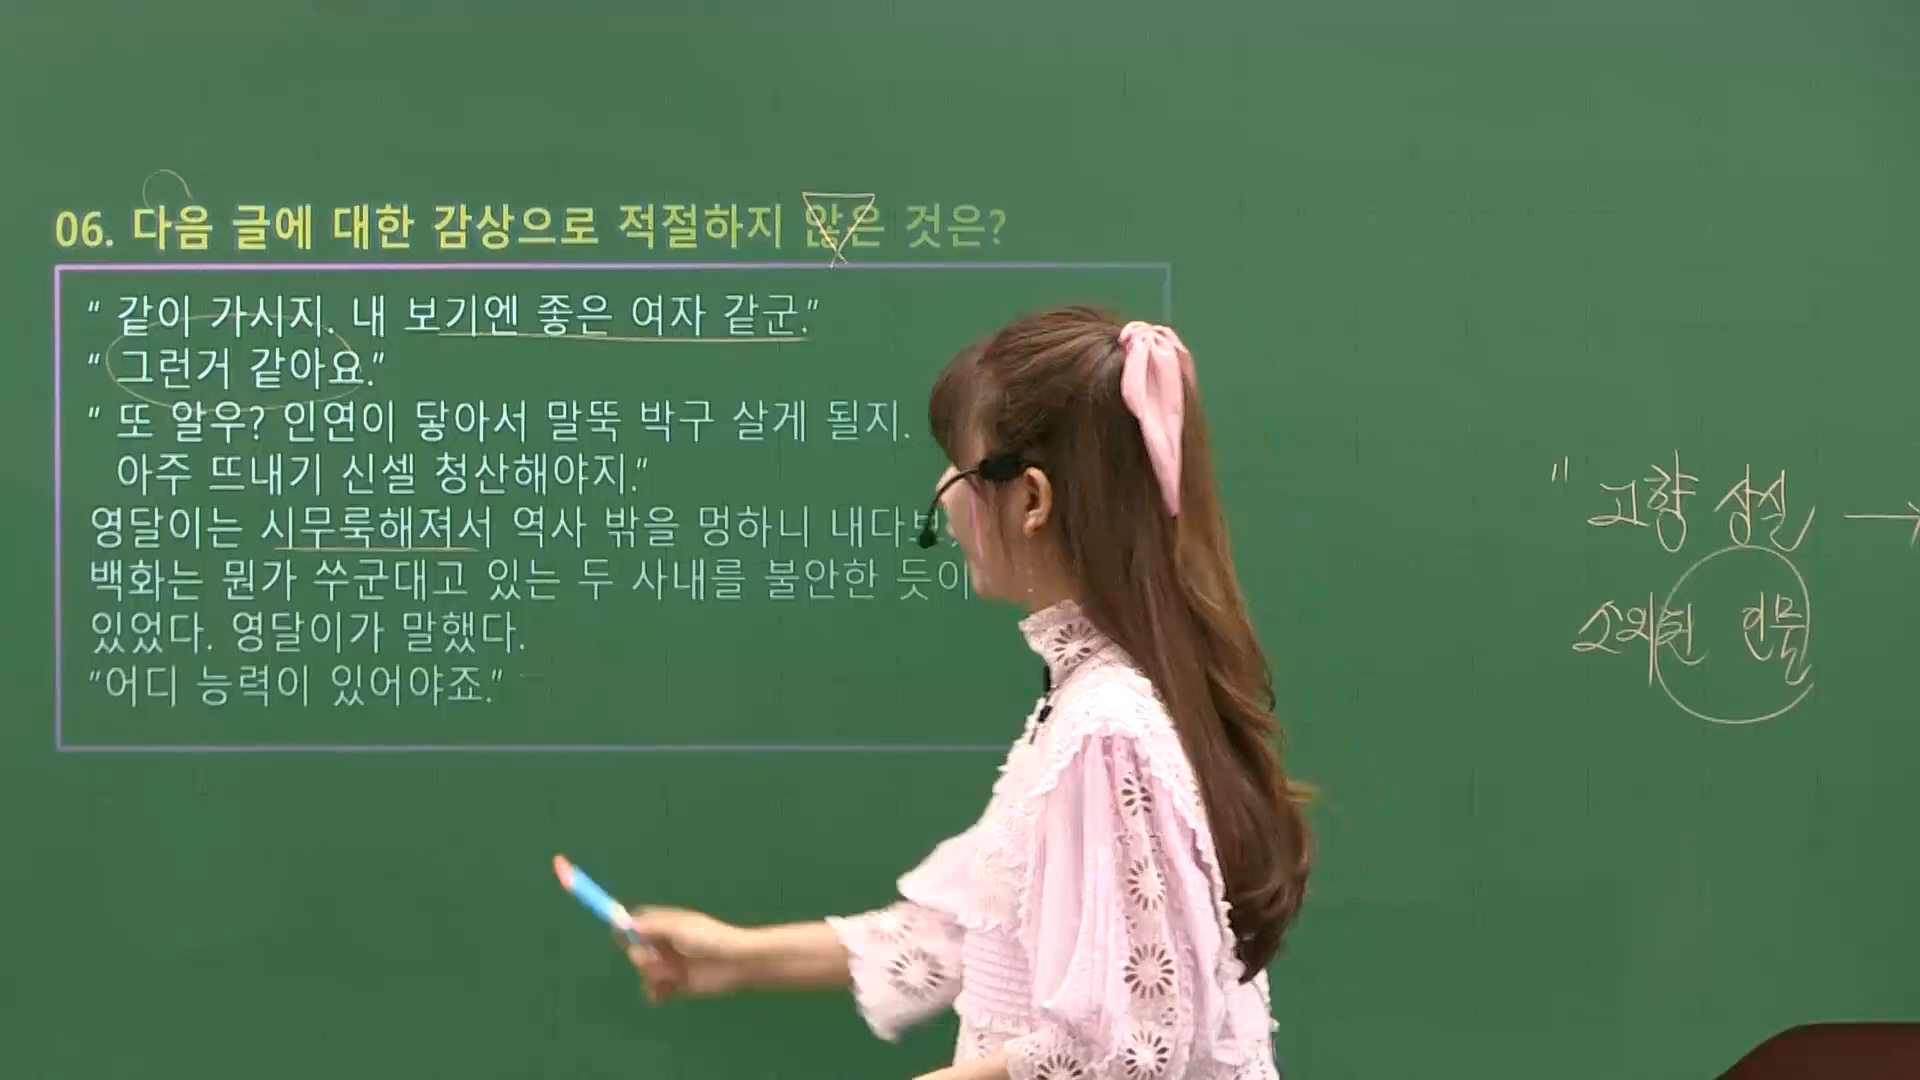 06. 다음 글에 대한 감상으로 적절하지 않은 것은?
“ 같이 가시지. 내 보기엔 좋은 여자 같군.”
“ 그런거 같아요.”
“ 또 알우? 인연이 닿아서 말뚝 박구 살게 될지.
아주 뜨내기 신셀 청산해야지.”
영달이는 시무룩해져서 역사 밖을 멍하니 내다보
백화는 뭔가 쑤군대고 있는 두 사내를 불안한 듯이
있었다. 영달이가 말했다.
“어디 능력이 있어야죠.”
" 고향 상실 →
소외된 인물